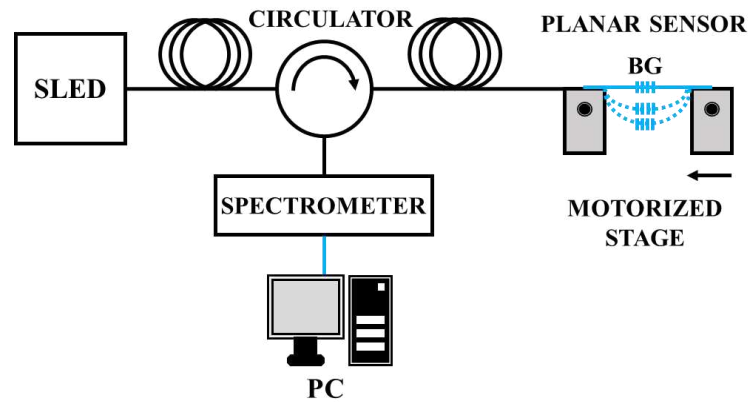 CIRCULATOR
PLANAR SENSOR
BG
SLED
SPECTROMETER
MOTORIZED
STAGE
PC